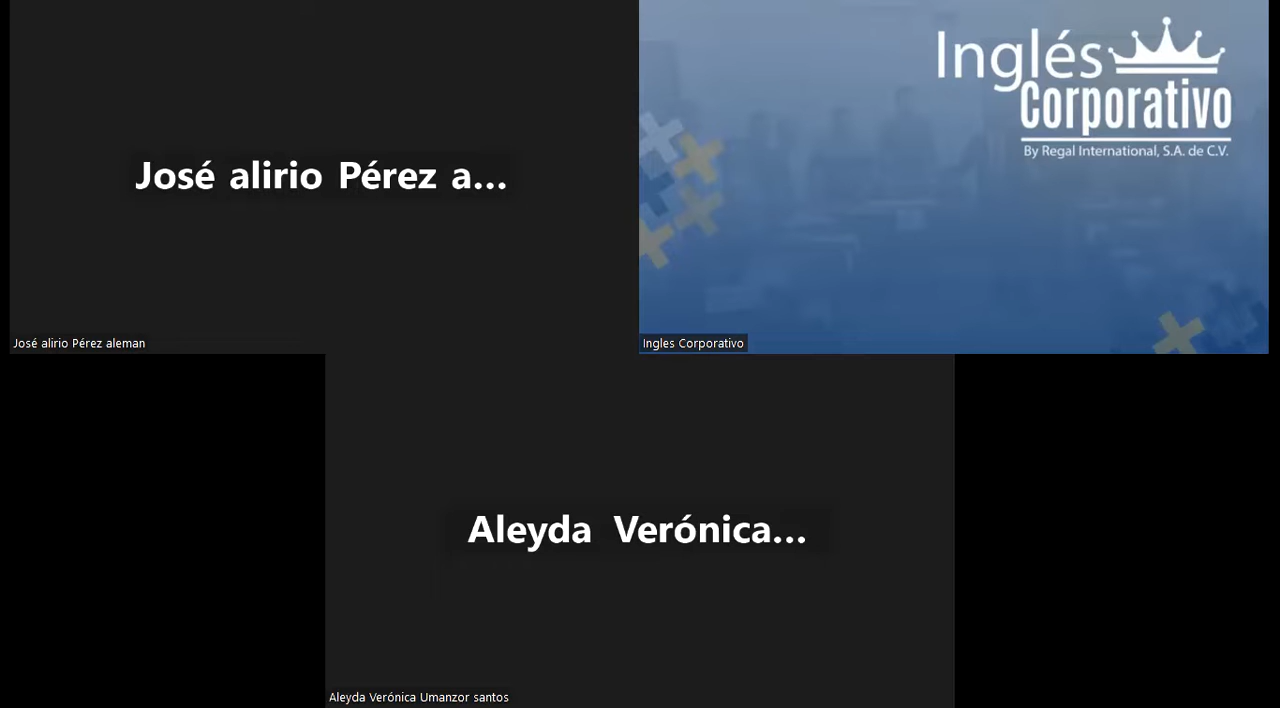 José alirio Pérez a...
José alirio Pérez aleman
Inglés
Corporativo
By Regal International, S.A. de C.V.
Ingles Corporativo
Aleyda Verónica...
Aleyda Verónica Umanzor santos